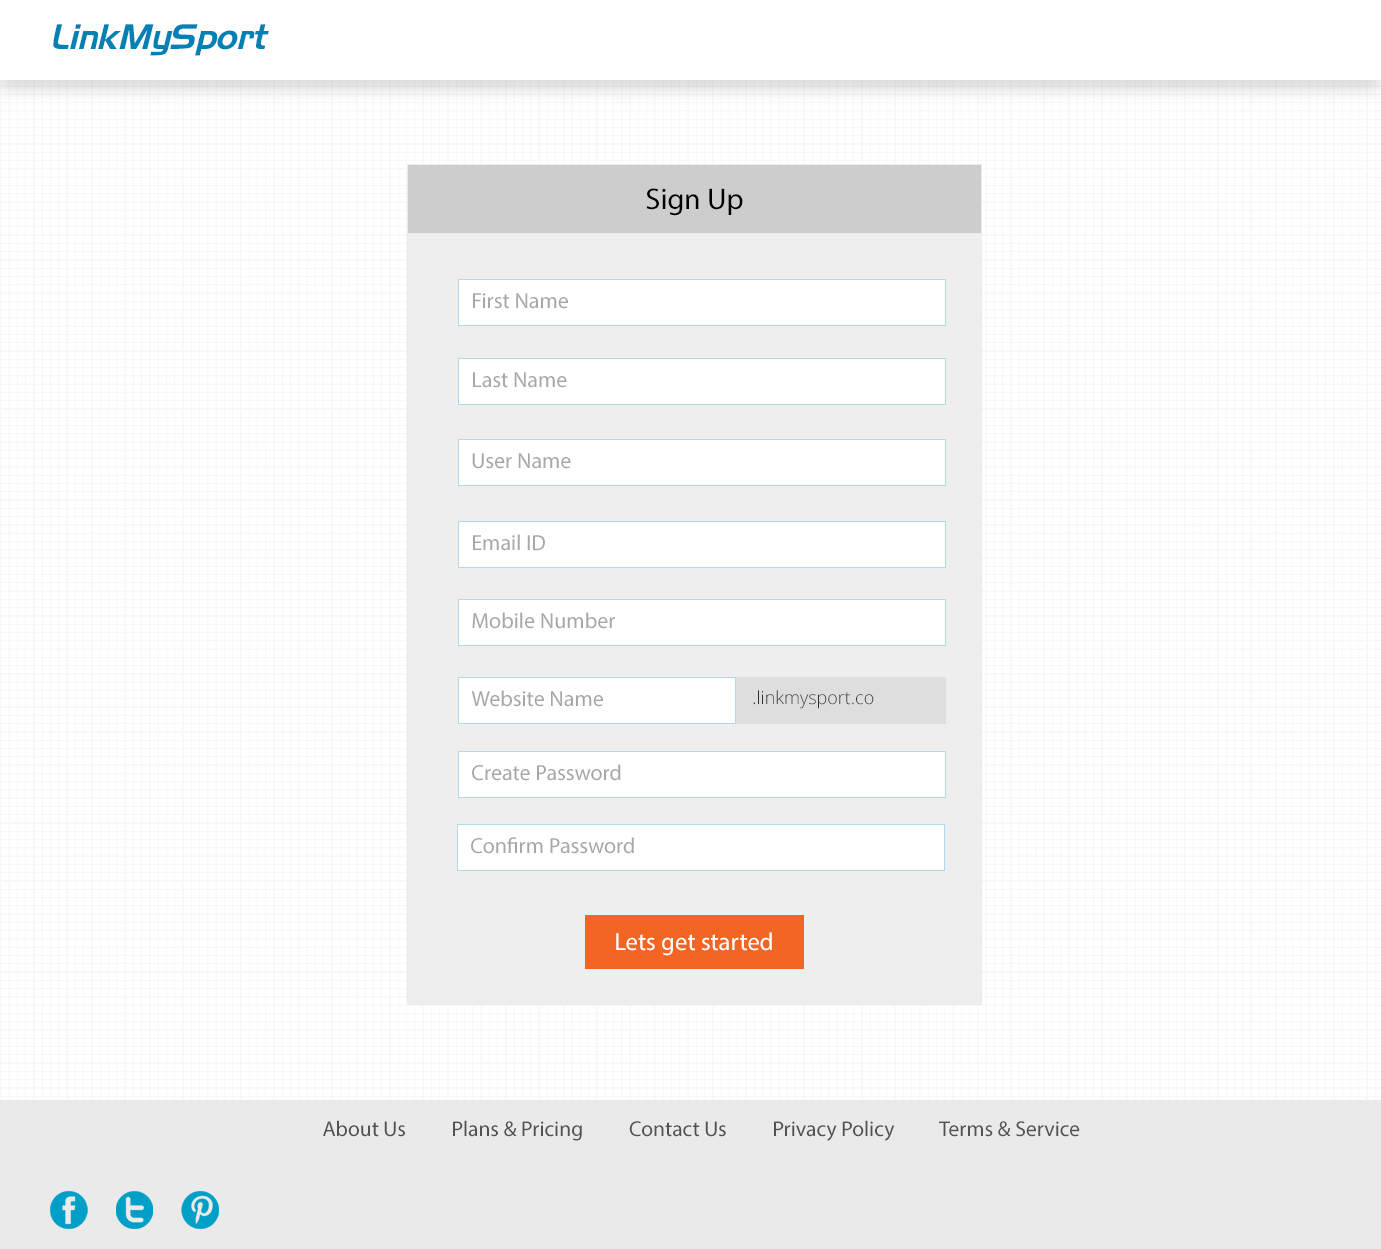 LinkMySport
Sign Up
First Name
Last Name
User Name
Email ID
Mobile Number
Website Name .linkmysport.co
Create Password
Confirm Password
Lets get started
About Us Plans & Pricing Contact Us Privacy Policy Terms & Service